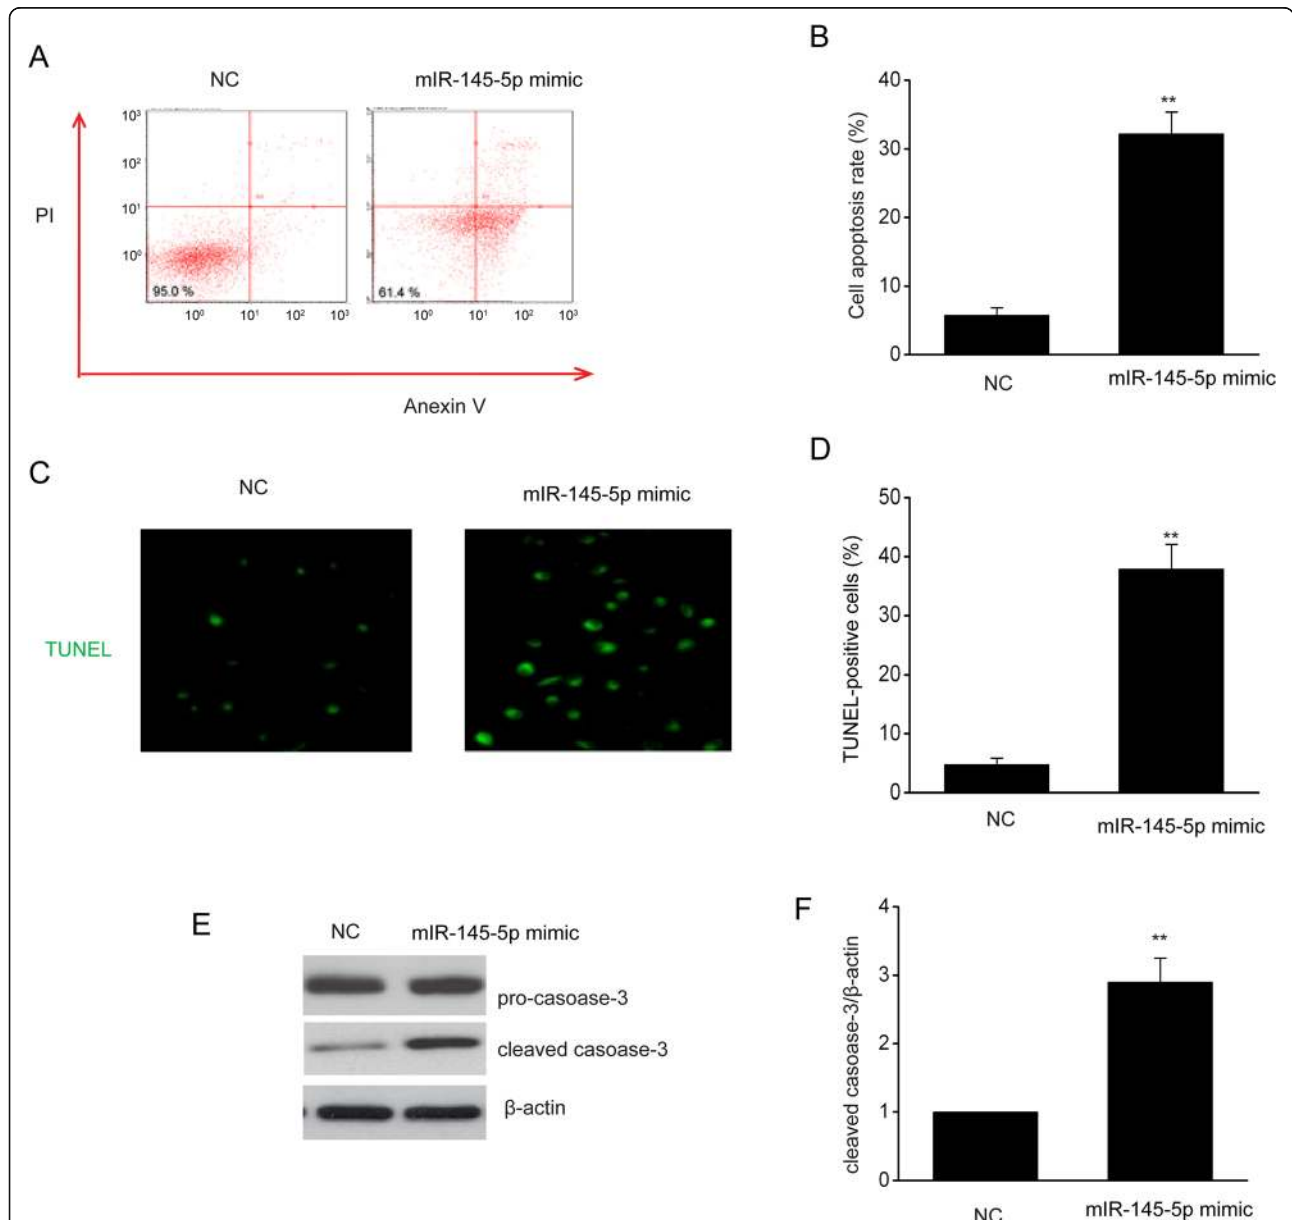 A
NC
mIR-145-5p mimic
PI
10³
10²
10¹
10⁰
95.0 %
61.4 %
10⁰ 10¹ 10² 10³
10⁰ 10¹ 10² 10³
Anexin V
B
Cell apoptosis rate (%)
40
30
20
10
0
**
NC
mIR-145-5p mimic
C
NC
mIR-145-5p mimic
TUNEL
D
TUNEL-positive cells (%)
50
40
30
20
10
0
**
NC
mIR-145-5p mimic
E
NC
mIR-145-5p mimic
pro-casoase-3
cleaved casoase-3
β-actin
F
cleaved casoase-3/β-actin
4
3
2
1
0
**
NC
mIR-145-5p mimic